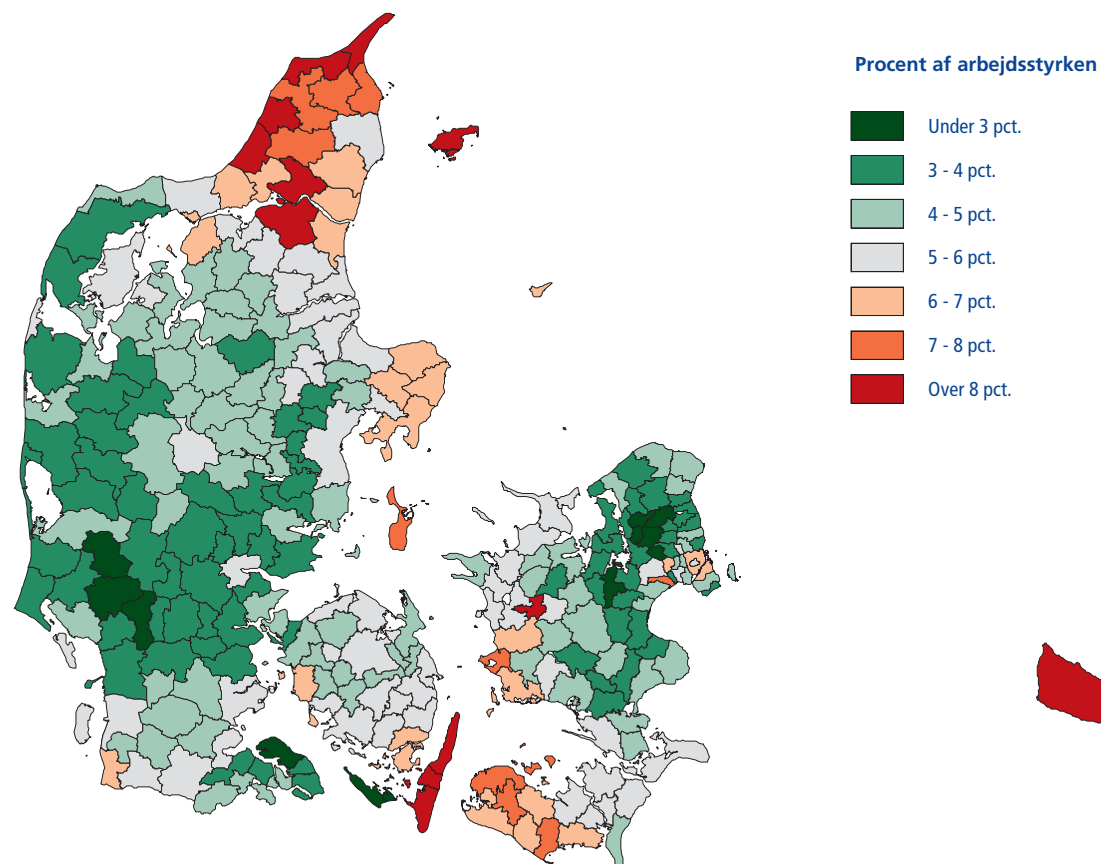 Procent af arbejdsstyrken
Under 3 pct.
3 - 4 pct.
4 - 5 pct.
5 - 6 pct.
6 - 7 pct.
7 - 8 pct.
Over 8 pct.